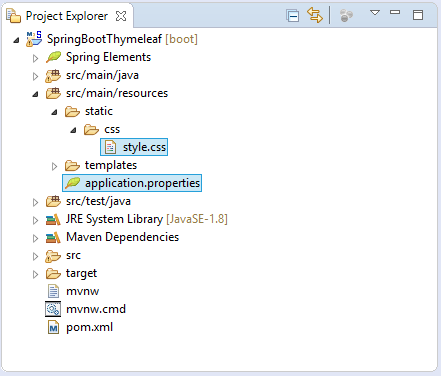 Project Explorer
SpringBootThymeleaf [boot]
Spring Elements
src/main/java
src/main/resources
static
css
style.css
templates
application.properties
src/test/java
JRE System Library [JavaSE-1.8]
Maven Dependencies
src
target
mvnw
mvnw.cmd
pom.xml